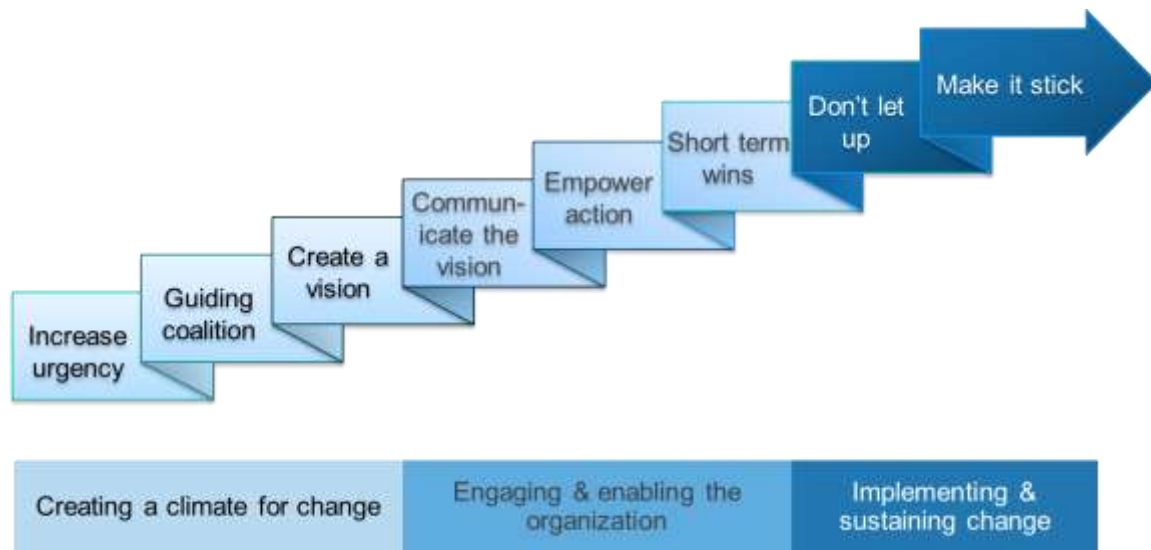 Increase
urgency
Guiding
coalition
Create a
vision
Commun-
icate the
vision
Empower
action
Short term
wins
Don't let
up
Make it stick
Creating a climate for change
Engaging & enabling the
organization
Implementing &
sustaining change